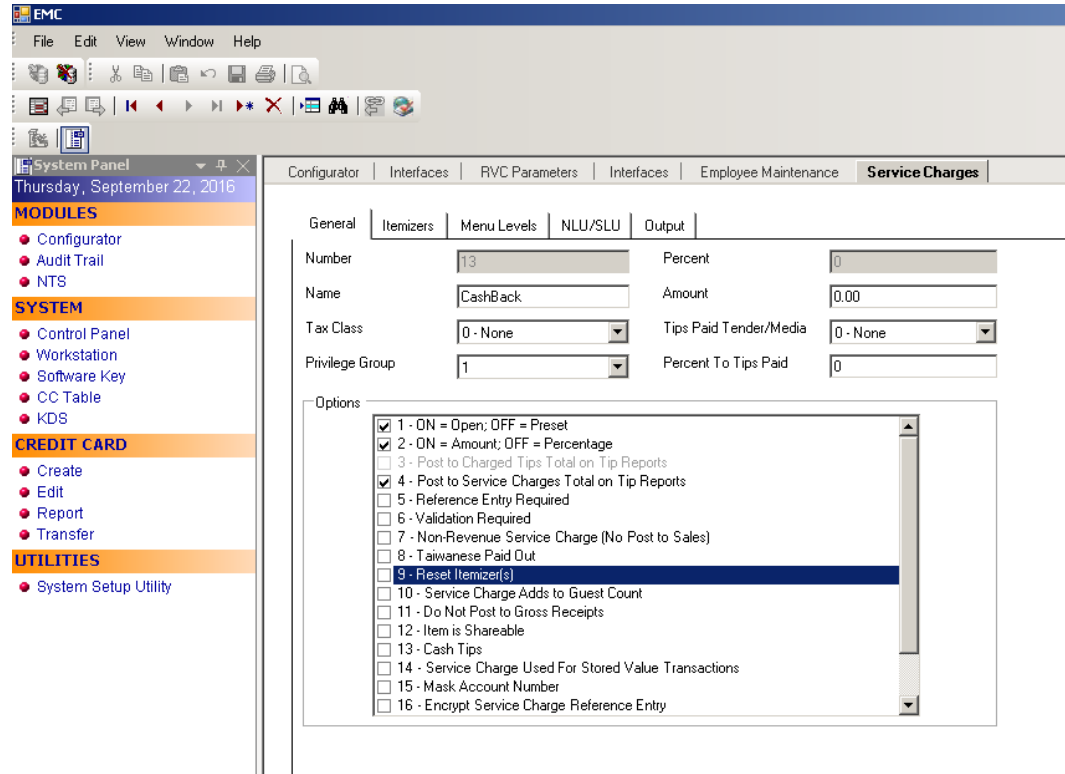 EMC
File Edit View Window Help
System Panel
Thursday, September 22, 2016
MODULES
Configurator
Audit Trail
NTS
SYSTEM
Control Panel
Workstation
Software Key
CC Table
KDS
CREDIT CARD
Create
Edit
Report
Transfer
UTILITIES
System Setup Utility
Configurator Interfaces RVC Parameters Interfaces Employee Maintenance Service Charges
General Itemizers Menu Levels NLU/SLU Output
Number 13 Percent 0
Name CashBack Amount 0.00
Tax Class 0 - None Tips Paid Tender/Media 0 - None
Privilege Group 1 Percent To Tips Paid 0
Options
1 - ON = Open; OFF = Preset
2 - ON = Amount; OFF = Percentage
3 - Post to Charged Tips Total on Tip Reports
4 - Post to Service Charges Total on Tip Reports
5 - Reference Entry Required
6 - Validation Required
7 - Non-Revenue Service Charge (No Post to Sales)
8 - Taiwanese Paid Out
9 - Reset Itemizer(s)
10 - Service Charge Adds to Guest Count
11 - Do Not Post to Gross Receipts
12 - Item is Shareable
13 - Cash Tips
14 - Service Charge Used For Stored Value Transactions
15 - Mask Account Number
16 - Encrypt Service Charge Reference Entry